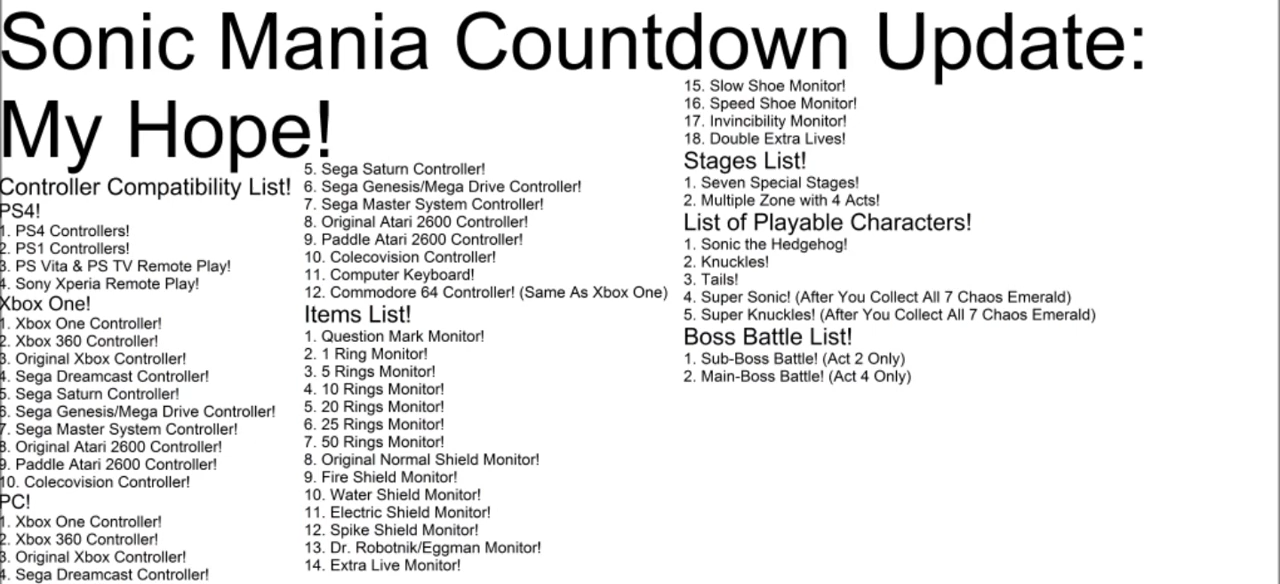 Sonic Mania Countdown Update:
My Hope!
Controller Compatibility List!
PS4!
1. PS4 Controllers!
2. PS1 Controllers!
3. PS Vita & PS TV Remote Play!
4. Sony Xperia Remote Play!
Xbox One!
1. Xbox One Controller!
2. Xbox 360 Controller!
3. Original Xbox Controller!
4. Sega Dreamcast Controller!
5. Sega Saturn Controller!
6. Sega Genesis/Mega Drive Controller!
7. Sega Master System Controller!
8. Original Atari 2600 Controller!
9. Paddle Atari 2600 Controller!
10. Colecovision Controller!
PC!
1. Xbox One Controller!
2. Xbox 360 Controller!
3. Original Xbox Controller!
4. Sega Dreamcast Controller!
5. Sega Saturn Controller!
6. Sega Genesis/Mega Drive Controller!
7. Sega Master System Controller!
8. Original Atari 2600 Controller!
9. Paddle Atari 2600 Controller!
10. Colecovision Controller!
11. Computer Keyboard!
12. Commodore 64 Controller! (Same As Xbox One)
Items List!
1. Question Mark Monitor!
2. 1 Ring Monitor!
3. 5 Rings Monitor!
4. 10 Rings Monitor!
5. 20 Rings Monitor!
6. 25 Rings Monitor!
7. 50 Rings Monitor!
8. Original Normal Shield Monitor!
9. Fire Shield Monitor!
10. Water Shield Monitor!
11. Electric Shield Monitor!
12. Spike Shield Monitor!
13. Dr. Robotnik/Eggman Monitor!
14. Extra Live Monitor!
15. Slow Shoe Monitor!
16. Speed Shoe Monitor!
17. Invincibility Monitor!
18. Double Extra Lives!
Stages List!
1. Seven Special Stages!
2. Multiple Zone with 4 Acts!
List of Playable Characters!
1. Sonic the Hedgehog!
2. Knuckles!
3. Tails!
4. Super Sonic! (After You Collect All 7 Chaos Emerald)
5. Super Knuckles! (After You Collect All 7 Chaos Emerald)
Boss Battle List!
1. Sub-Boss Battle! (Act 2 Only)
2. Main-Boss Battle! (Act 4 Only)